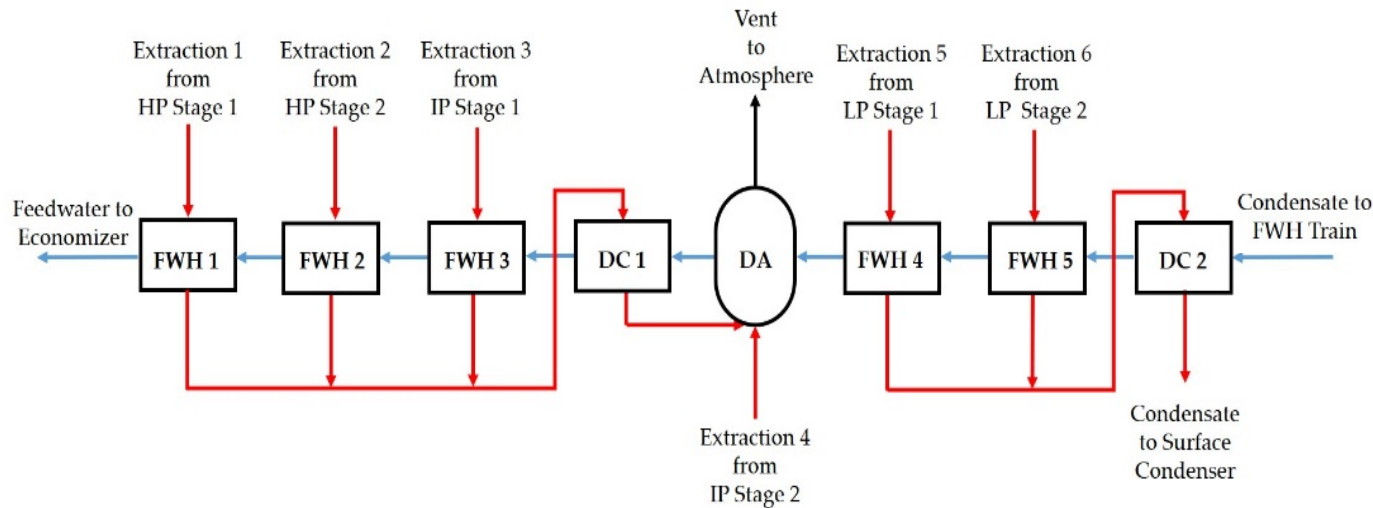 Vent
to
Atmosphere
Extraction 1
from
HP Stage 1
Extraction 2
from
HP Stage 2
Extraction 3
from
IP Stage 1
Extraction 5
from
LP Stage 1
Extraction 6
from
LP Stage 2
Feedwater to
Economizer
Condensate to
FWH Train
FWH 1
FWH 2
FWH 3
DC 1
DA
FWH 4
FWH 5
DC 2
Extraction 4
from
IP Stage 2
Condensate
to Surface
Condenser